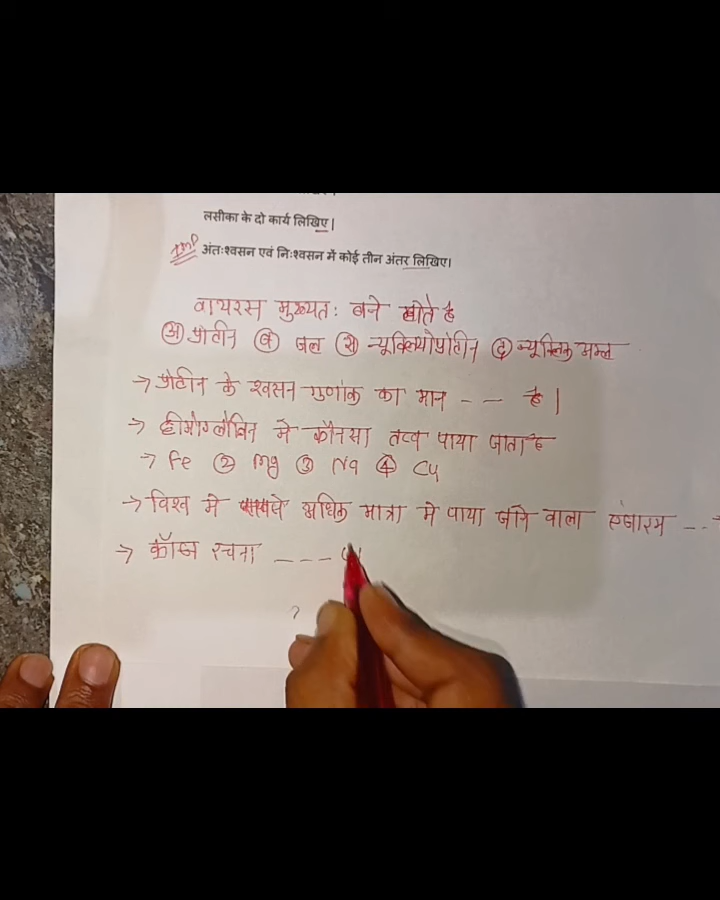 लसीका के दो कार्य लिखिए|
Imp अंतःश्वसन एवं निःश्वसन में कोई तीन अंतर लिखिए।
वायरस मुख्यतः बने होते है
(अ) प्रोटीन (ब) जल (स) न्यूक्लियोप्रोटीन (द) न्यूक्लिक अम्ल
→ प्रोटीन के श्वसन गुणांक का मान -- है|
→ हीमोग्लोबिन मे कौनसा तत्व पाया जाता है
→ Fe ② Mg ③ Na ④ Cu
→ विश्व मे सबसे अधिक मात्रा मे पाया जाने वाला एंजाइम --
→ क्रॉंज रचना ---